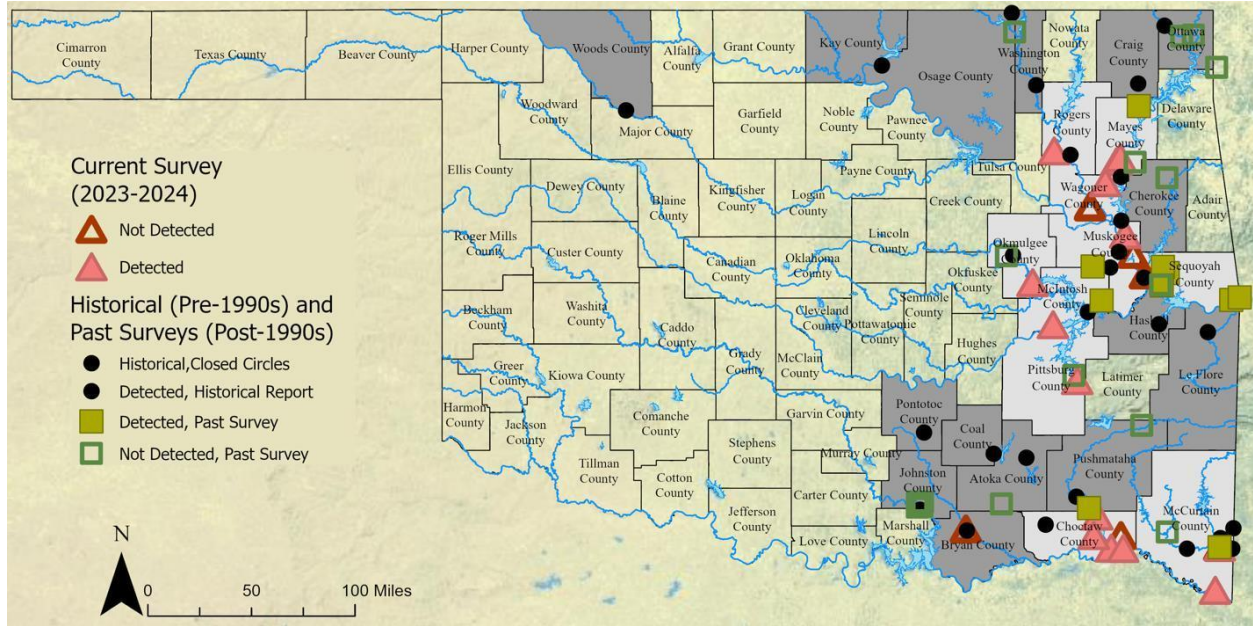 Cimarron
County
Texas County
Beaver County
Harper County
Woods County
Alfalfa
County
Grant County
Kay County
Osage County
Washington
County
Nowata
County
Craig
County
Ottawa
County
Woodward
County
Major County
Garfield
County
Noble
County
Pawnee
County
Rogers
County
Mayes
County
Delaware
County
Ellis County
Dewey County
Blaine
County
Kingfisher
County
Logan
County
Payne County
Creek County
Tulsa County
Wagoner
County
Cherokee
County
Adair
County
Roger Mills
County
Custer County
Canadian
County
Oklahoma
County
Lincoln
County
Okfuskee
County
Okmulgee
County
Muskogee
County
Sequoyah
County
McIntosh
County
Beckham
County
Washita
County
Caddo
County
Grady
County
Cleveland
County
McClain
County
Pottawatomie
County
Seminole
County
Hughes
County
Haskell
County
Pittsburg
County
Latimer
County
Le Flore
County
Greer
County
Kiowa County
Harmon
County
Jackson
County
Comanche
County
Tillman
County
Cotton
County
Stephens
County
Garvin County
Murray County
Carter County
Jefferson
County
Love County
Pontotoc
County
Johnston
County
Marshall
County
Coal
County
Atoka County
Bryan County
Pushmataha
County
Choctaw
County
McCurtain
County
Current Survey
(2023-2024)
Not Detected
Detected
Historical (Pre-1990s) and
Past Surveys (Post-1990s)
Historical,Closed Circles
Detected, Historical Report
Detected, Past Survey
Not Detected, Past Survey
N
0 50 100 Miles